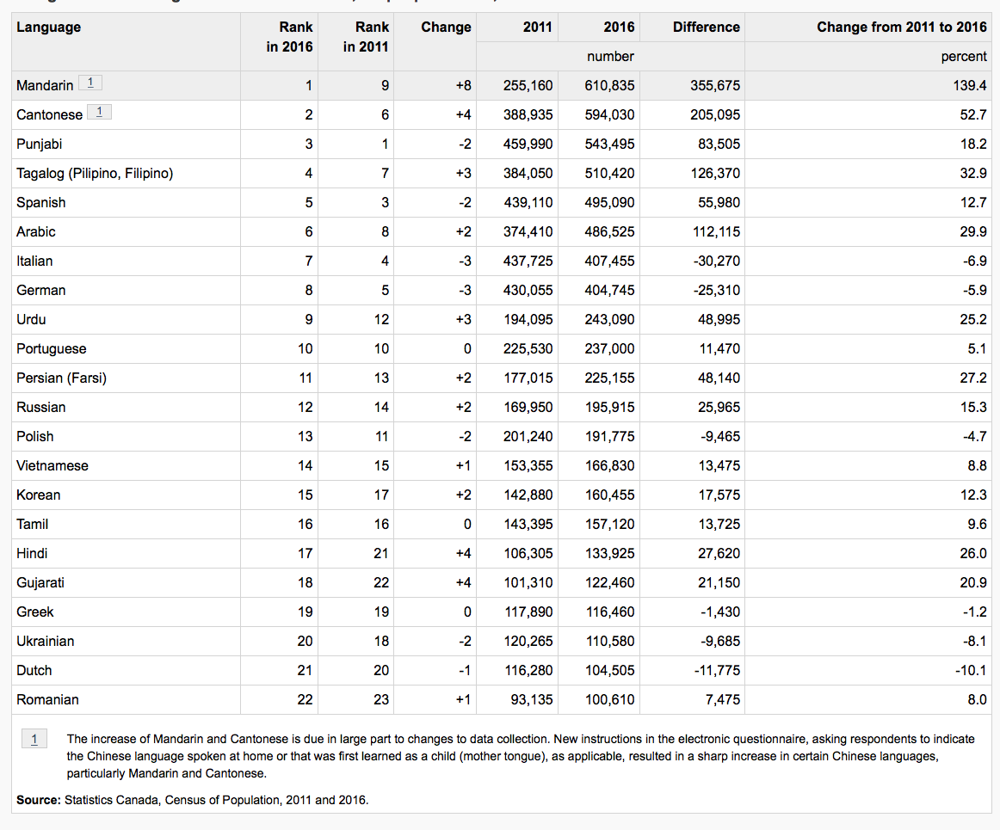 Language Rank in 2016 Rank in 2011 Change 2011 2016 Difference Change from 2011 to 2016
number percent
Mandarin 1 1 9 +8 255,160 610,835 355,675 139.4
Cantonese 1 2 6 +4 388,935 594,030 205,095 52.7
Punjabi 3 1 -2 459,990 543,495 83,505 18.2
Tagalog (Pilipino, Filipino) 4 7 +3 384,050 510,420 126,370 32.9
Spanish 5 3 -2 439,110 495,090 55,980 12.7
Arabic 6 8 +2 374,410 486,525 112,115 29.9
Italian 7 4 -3 437,725 407,455 -30,270 -6.9
German 8 5 -3 430,055 404,745 -25,310 -5.9
Urdu 9 12 +3 194,095 243,090 48,995 25.2
Portuguese 10 10 0 225,530 237,000 11,470 5.1
Persian (Farsi) 11 13 +2 177,015 225,155 48,140 27.2
Russian 12 14 +2 169,950 195,915 25,965 15.3
Polish 13 11 -2 201,240 191,775 -9,465 -4.7
Vietnamese 14 15 +1 153,355 166,830 13,475 8.8
Korean 15 17 +2 142,880 160,455 17,575 12.3
Tamil 16 16 0 143,395 157,120 13,725 9.6
Hindi 17 21 +4 106,305 133,925 27,620 26.0
Gujarati 18 22 +4 101,310 122,460 21,150 20.9
Greek 19 19 0 117,890 116,460 -1,430 -1.2
Ukrainian 20 18 -2 120,265 110,580 -9,685 -8.1
Dutch 21 20 -1 116,280 104,505 -11,775 -10.1
Romanian 22 23 +1 93,135 100,610 7,475 8.0
1 The increase of Mandarin and Cantonese is due in large part to changes to data collection. New instructions in the electronic questionnaire, asking respondents to indicate
the Chinese language spoken at home or that was first learned as a child (mother tongue), as applicable, resulted in a sharp increase in certain Chinese languages,
particularly Mandarin and Cantonese.
Source: Statistics Canada, Census of Population, 2011 and 2016.